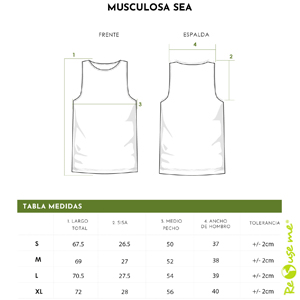 MUSCULOSA SEA
FRENTE
ESPALDA
4
2
1
3
TABLA MEDIDAS
1. LARGO TOTAL 2. SISA 3. MEDIO PECHO 4. ANCHO DE HOMBRO TOLERANCIA
S 67.5 26.5 50 37 +/- 2cm
M 69 27 52 38 +/- 2cm
L 70.5 27.5 54 39 +/- 2cm
XL 72 28 56 40 +/- 2cm
ReUse me®